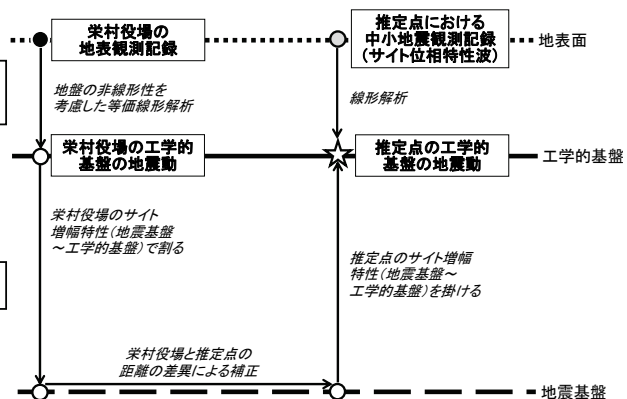 栄村役場の
地表観測記録
推定点における
中小地震観測記録
（サイト位相特性波）
地表面
地盤の非線形性を
考慮した等価線形解析
線形解析
栄村役場の工学的
基盤の地震動
推定点の工学的
基盤の地震動
工学的基盤
栄村役場のサイト
増幅特性（地震基盤
～工学的基盤）で割る
推定点のサイト増幅
特性（地震基盤～
工学的基盤）を掛ける
栄村役場と推定点の
距離の差異による補正
地震基盤